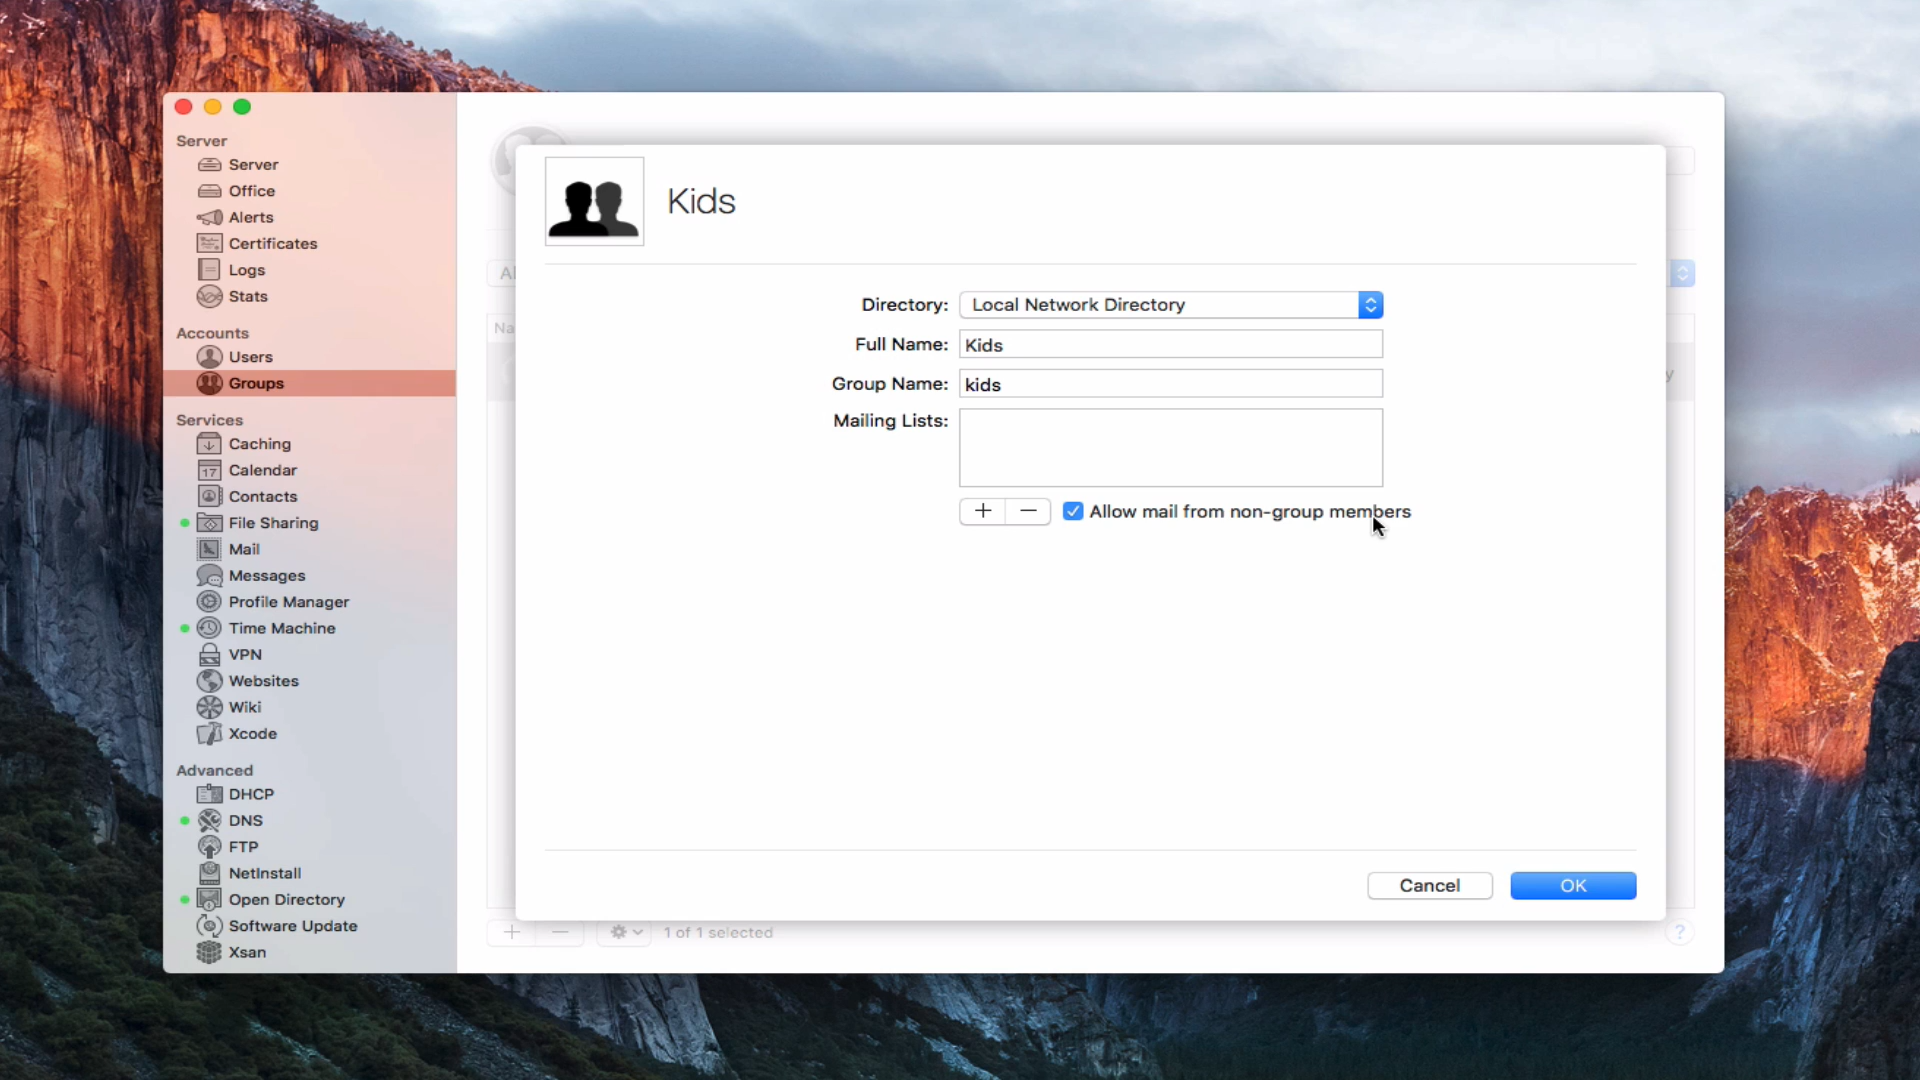 Server
Server
Office
Alerts
Certificates
Logs
Stats
Accounts
Users
Groups
Services
Caching
17 Calendar
Contacts
File Sharing
Mail
Messages
Profile Manager
Time Machine
VPN
Websites
Wiki
Xcode
Advanced
DHCP
DNS
FTP
NetInstall
Open Directory
Software Update
Xsan
Kids
Directory: Local Network Directory
Full Name: Kids
Group Name: kids
Mailing Lists:
+ − Allow mail from non-group members
Cancel OK
+ − 1 of 1 selected ?